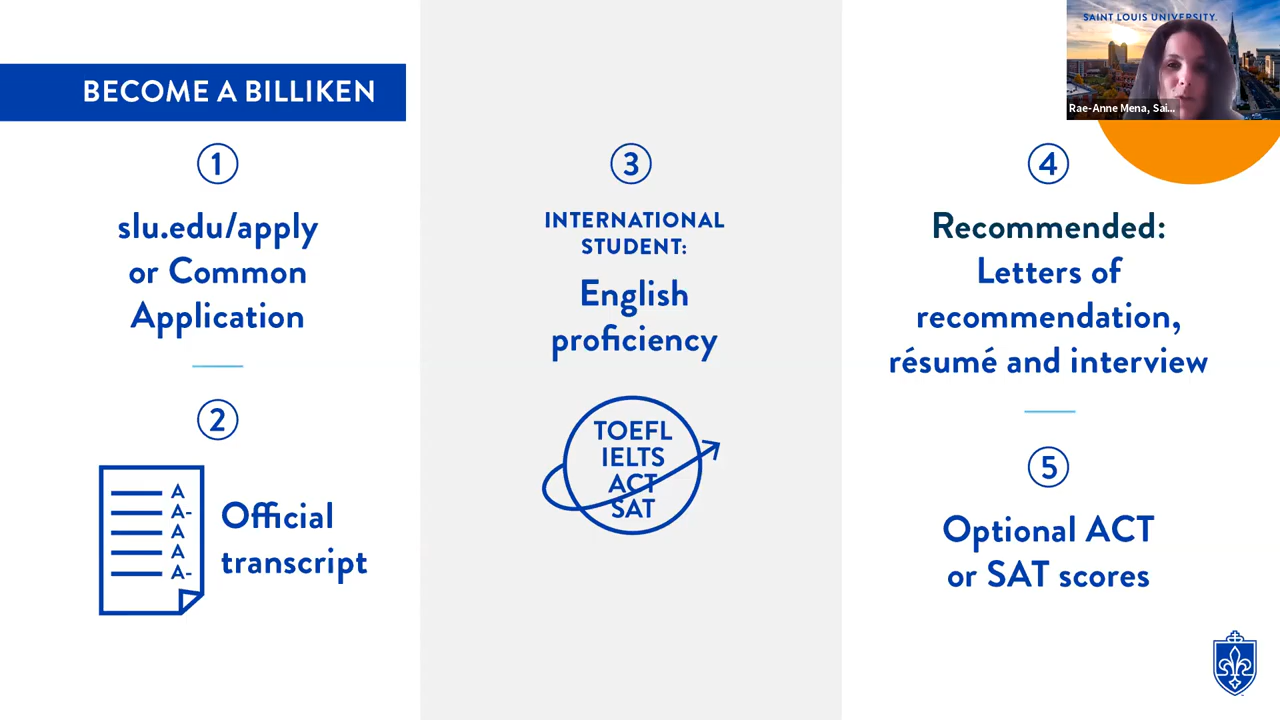 BECOME A BILLIKEN
1
slu.edu/apply
or Common
Application
2
A
A-
A
A
A-
Official
transcript
3
INTERNATIONAL
STUDENT:
English
proficiency
TOEFL
IELTS
ACT
SAT
SAINT LOUIS UNIVERSITY.
Rae-Anne Mena, Sai...
4
Recommended:
Letters of
recommendation,
résumé and interview
5
Optional ACT
or SAT scores